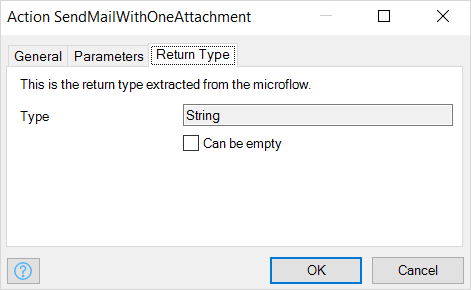 Action SendMailWithOneAttachment
General Parameters Return Type
This is the return type extracted from the microflow.
Type String
Can be empty
? OK Cancel